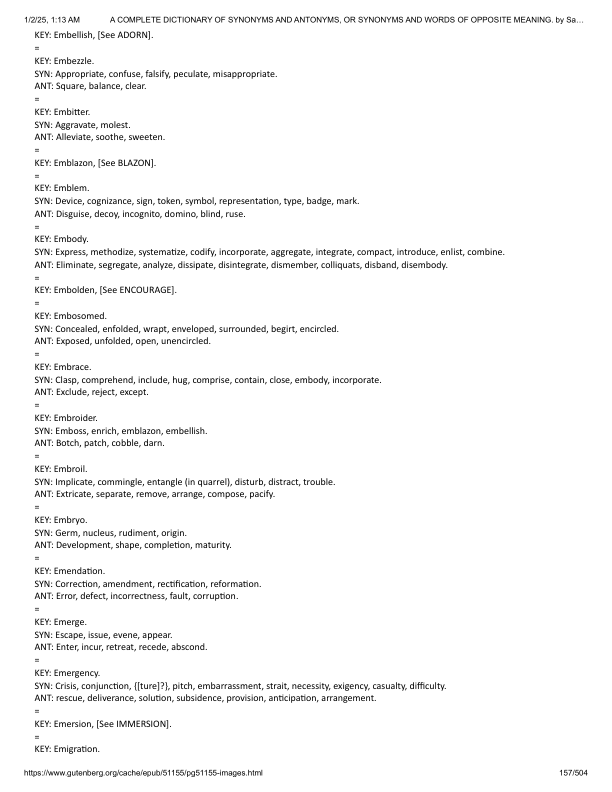 1/2/25, 1:13 AM A COMPLETE DICTIONARY OF SYNONYMS AND ANTONYMS, OR SYNONYMS AND WORDS OF OPPOSITE MEANING. by Sa…
KEY: Embellish, [See ADORN].
=
KEY: Embezzle.
SYN: Appropriate, confuse, falsify, peculate, misappropriate.
ANT: Square, balance, clear.
=
KEY: Embitter.
SYN: Aggravate, molest.
ANT: Alleviate, soothe, sweeten.
=
KEY: Emblazon, [See BLAZON].
=
KEY: Emblem.
SYN: Device, cognizance, sign, token, symbol, representation, type, badge, mark.
ANT: Disguise, decoy, incognito, domino, blind, ruse.
=
KEY: Embody.
SYN: Express, methodize, systematize, codify, incorporate, aggregate, integrate, compact, introduce, enlist, combine.
ANT: Eliminate, segregate, analyze, dissipate, disintegrate, dismember, colliquats, disband, disembody.
=
KEY: Embolden, [See ENCOURAGE].
=
KEY: Embosomed.
SYN: Concealed, enfolded, wrapt, enveloped, surrounded, begirt, encircled.
ANT: Exposed, unfolded, open, unencircled.
=
KEY: Embrace.
SYN: Clasp, comprehend, include, hug, comprise, contain, close, embody, incorporate.
ANT: Exclude, reject, except.
=
KEY: Embroider.
SYN: Emboss, enrich, emblazon, embellish.
ANT: Botch, patch, cobble, darn.
=
KEY: Embroil.
SYN: Implicate, commingle, entangle (in quarrel), disturb, distract, trouble.
ANT: Extricate, separate, remove, arrange, compose, pacify.
=
KEY: Embryo.
SYN: Germ, nucleus, rudiment, origin.
ANT: Development, shape, completion, maturity.
=
KEY: Emendation.
SYN: Correction, amendment, rectification, reformation.
ANT: Error, defect, incorrectness, fault, corruption.
=
KEY: Emerge.
SYN: Escape, issue, evene, appear.
ANT: Enter, incur, retreat, recede, abscond.
=
KEY: Emergency.
SYN: Crisis, conjunction, {[ture]?}, pitch, embarrassment, strait, necessity, exigency, casualty, difficulty.
ANT: rescue, deliverance, solution, subsidence, provision, anticipation, arrangement.
=
KEY: Emersion, [See IMMERSION].
=
KEY: Emigration.
https://www.gutenberg.org/cache/epub/51155/pg51155-images.html 157/504